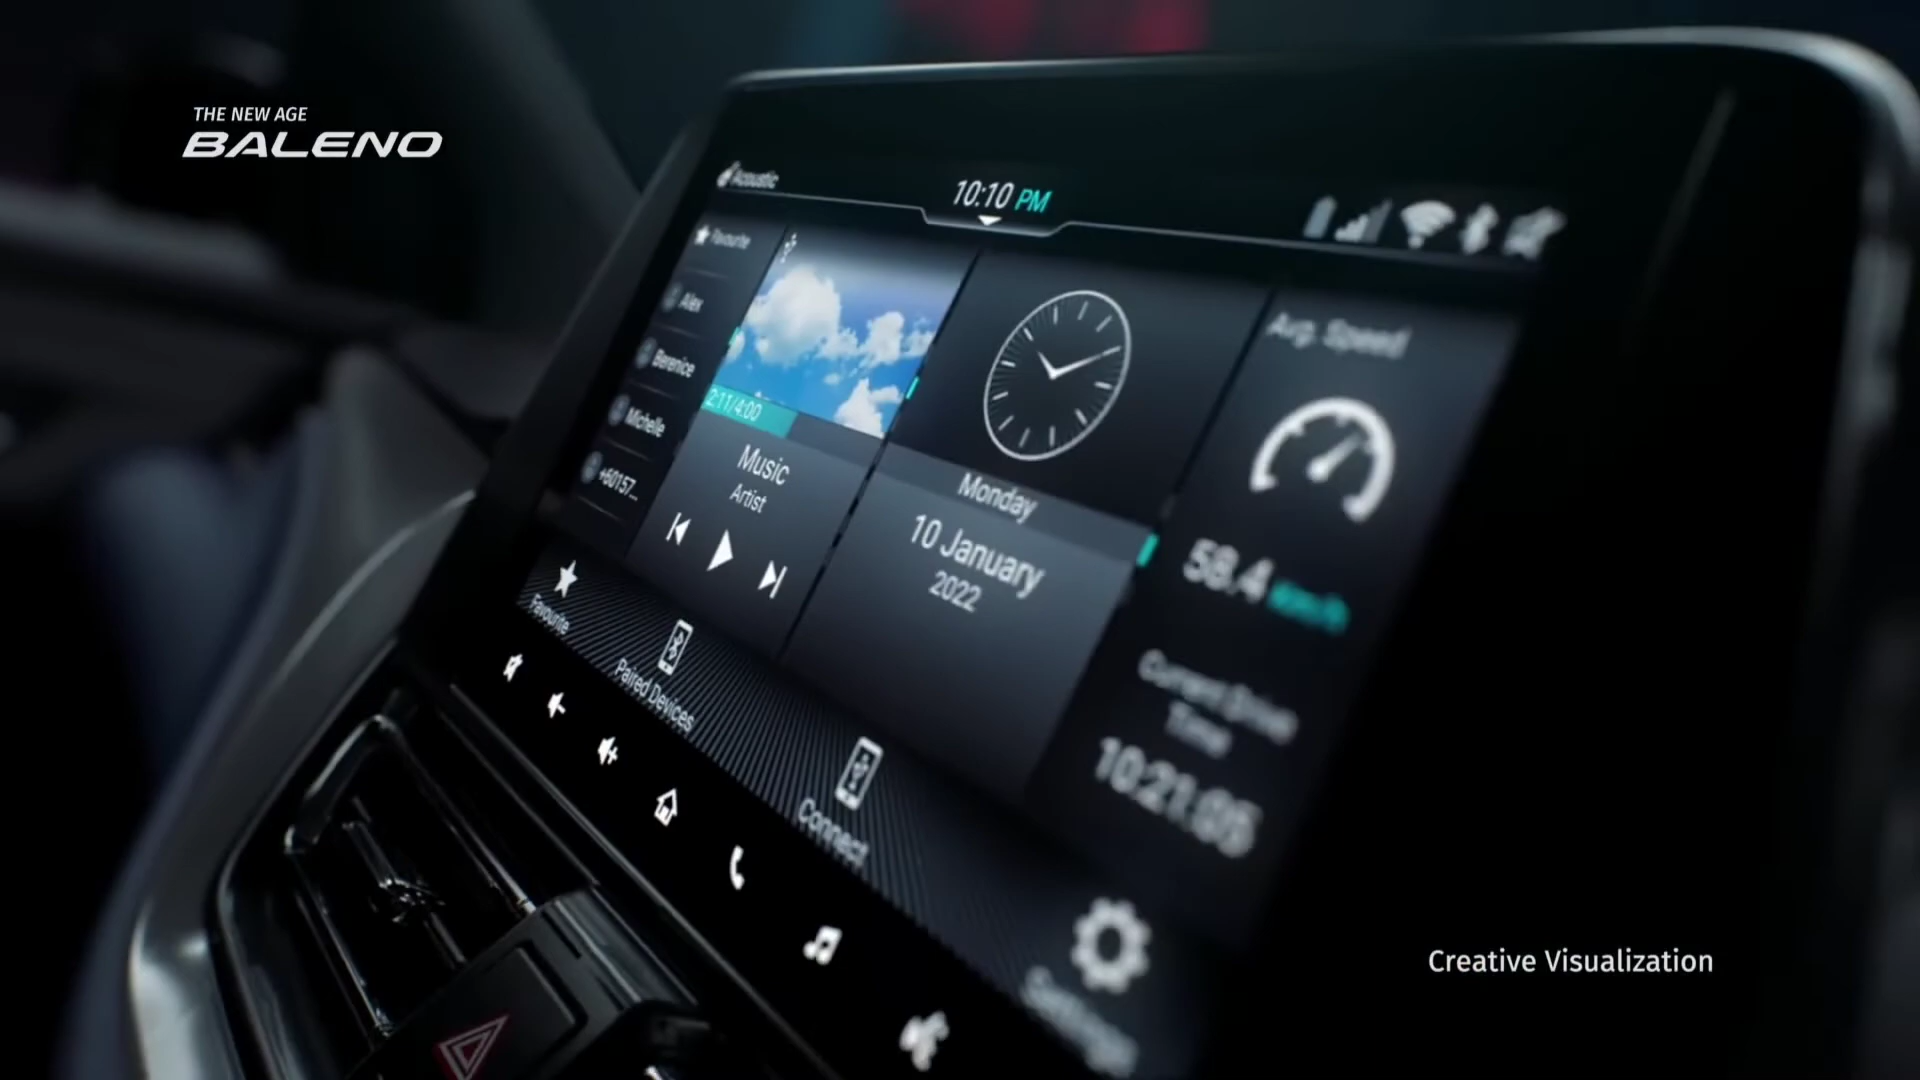 THE NEW AGE
BALENO
Acoustic
10:10 PM
Favourite
Alex
Berenice
Michelle
+60157...
2:11/4:00
Music
Artist
Monday
10 January
2022
Avg. Speed
58.4 km/h
Current Drive
Time
10:21:05
Favourite
Paired Devices
Connect
Settings
Creative Visualization